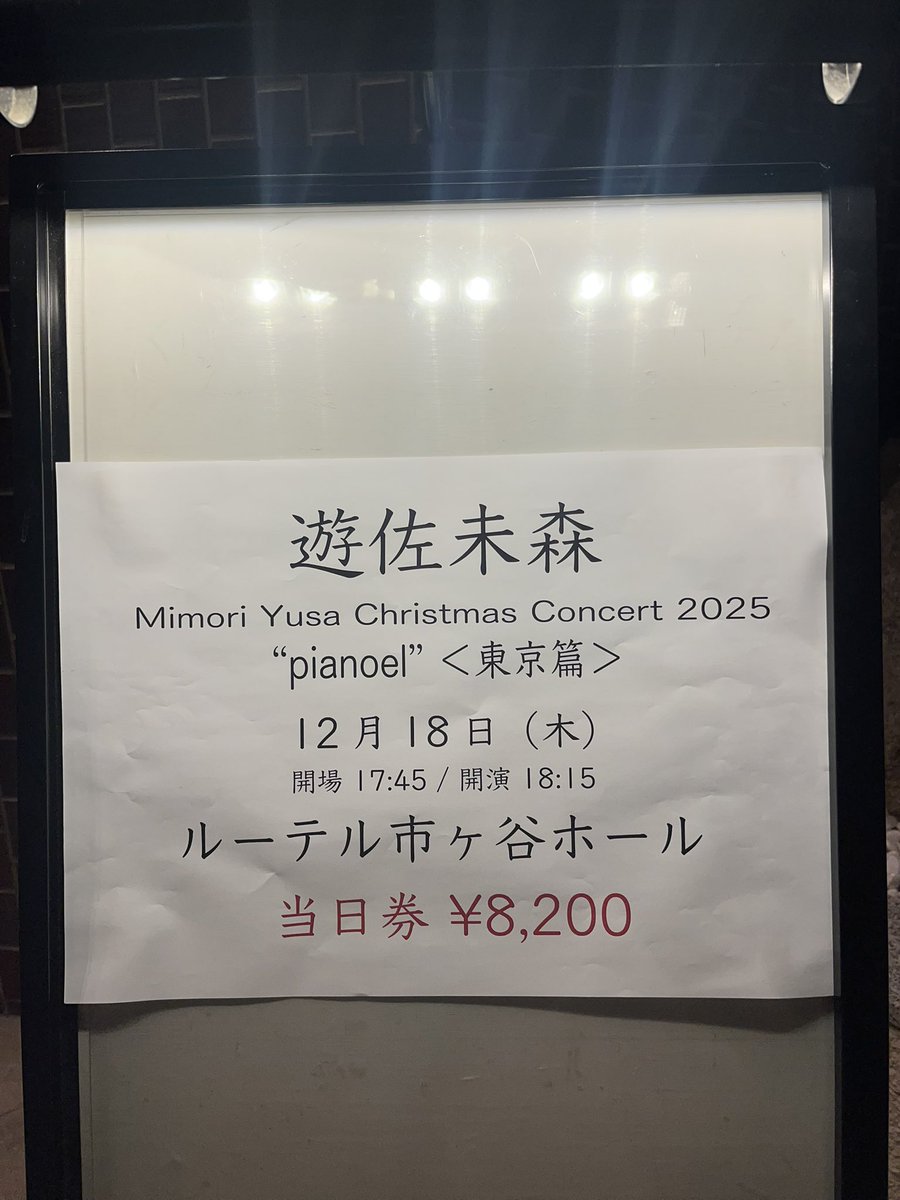 遊佐未森
Mimori Yusa Christmas Concert 2025
“pianoel” ＜東京篇＞
12月18日（木）
開場 17:45 / 開演 18:15
ルーテル市ヶ谷ホール
当日券 ¥8,200